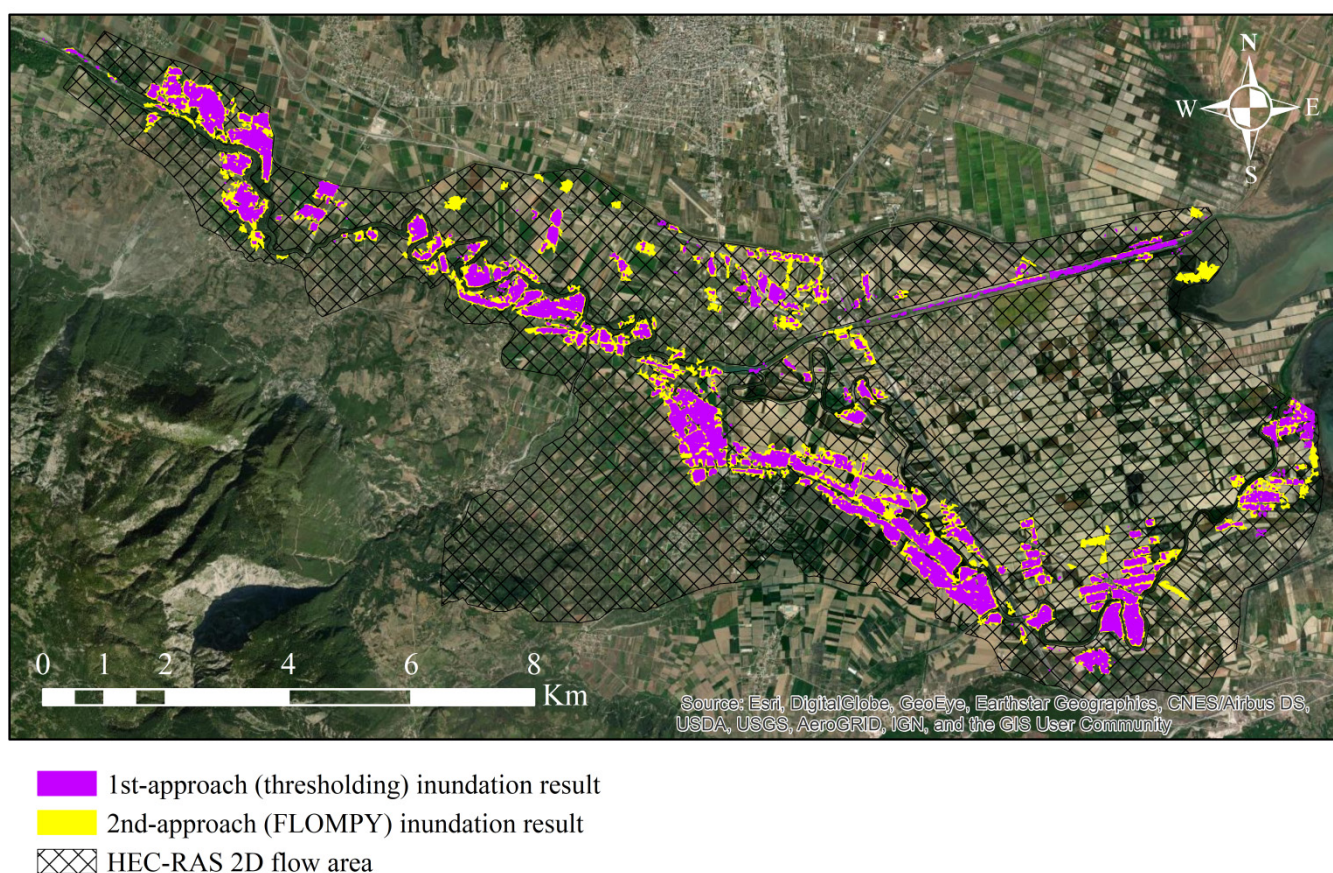 N
W E
S
0 1 2 4 6 8
Km
Source: Esri, DigitalGlobe, GeoEye, Earthstar Geographics, CNES/Airbus DS,
USDA, USGS, AeroGRID, IGN, and the GIS User Community
1st-approach (thresholding) inundation result
2nd-approach (FLOMPY) inundation result
HEC-RAS 2D flow area